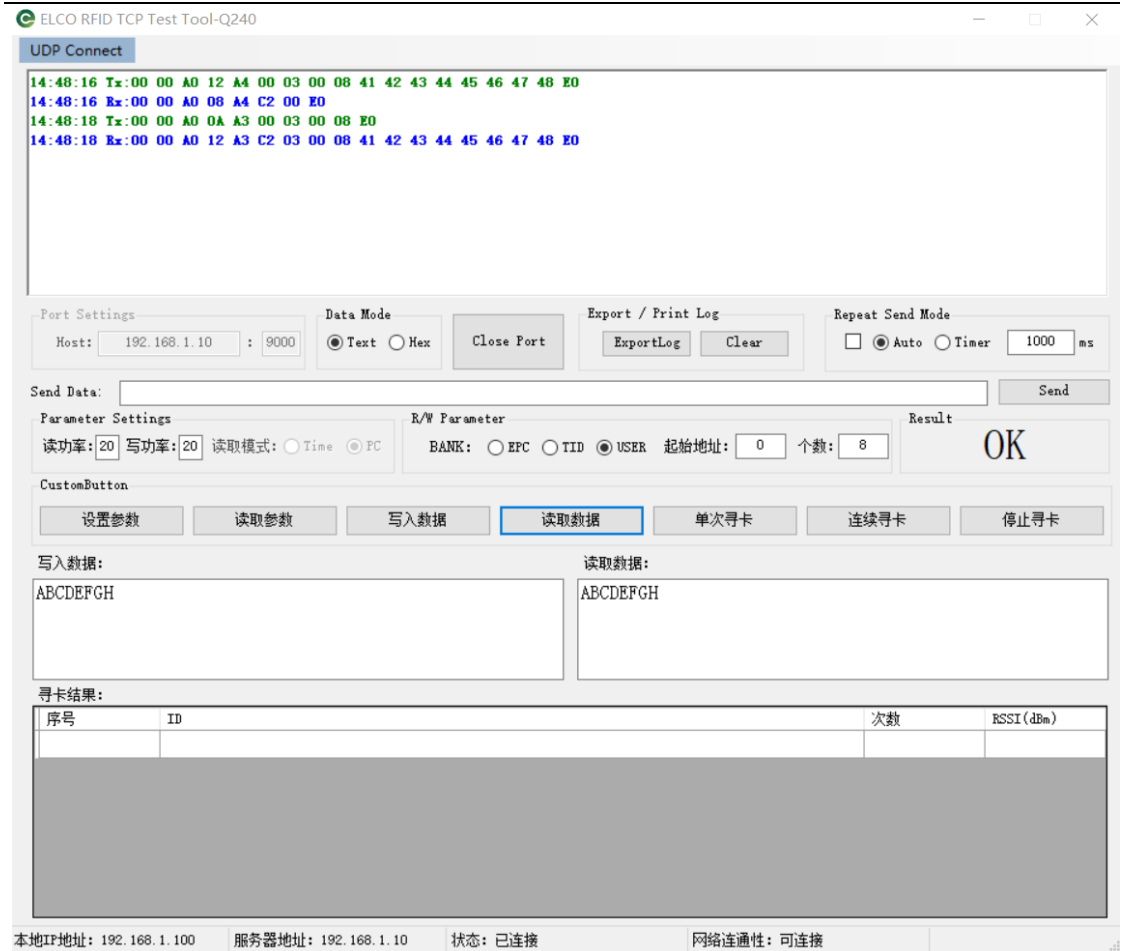 ELCO RFID TCP Test Tool-Q240
UDP Connect
14:48:16 Tx:00 00 A0 12 A4 00 03 00 08 41 42 43 44 45 46 47 48 E0
14:48:16 Rx:00 00 A0 08 A4 C2 00 E0
14:48:18 Tx:00 00 A0 0A A3 00 03 00 08 E0
14:48:18 Rx:00 00 A0 12 A3 C2 03 00 08 41 42 43 44 45 46 47 48 E0
Port Settings Data Mode Export / Print Log Repeat Send Mode
Host: 192.168.1.10 : 9000 Text Hex Close Port ExportLog Clear Auto Timer 1000 ms
Send Data: Send
Parameter Settings R/W Parameter Result
读功率: 20 写功率: 20 读取模式: Time PC BANK: EPC TID USER 起始地址: 0 个数: 8 OK
CustomButton
设置参数 读取参数 写入数据 读取数据 单次寻卡 连续寻卡 停止寻卡
写入数据: 读取数据:
ABCDEFGH ABCDEFGH
寻卡结果:
序号 ID 次数 RSSI(dBm)
本地IP地址: 192.168.1.100 服务器地址: 192.168.1.10 状态: 已连接 网络连通性: 可连接